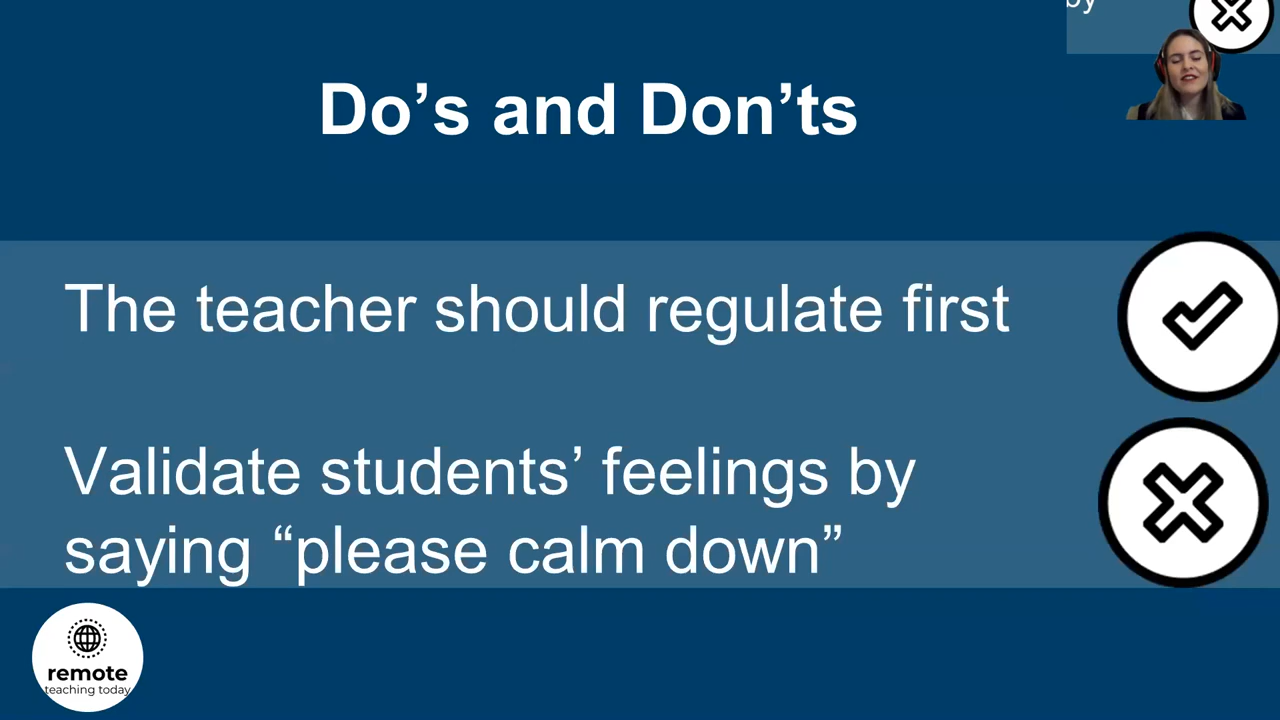 by
Do’s and Don’ts
The teacher should regulate first
Validate students’ feelings by
saying “please calm down”
remote
teaching today